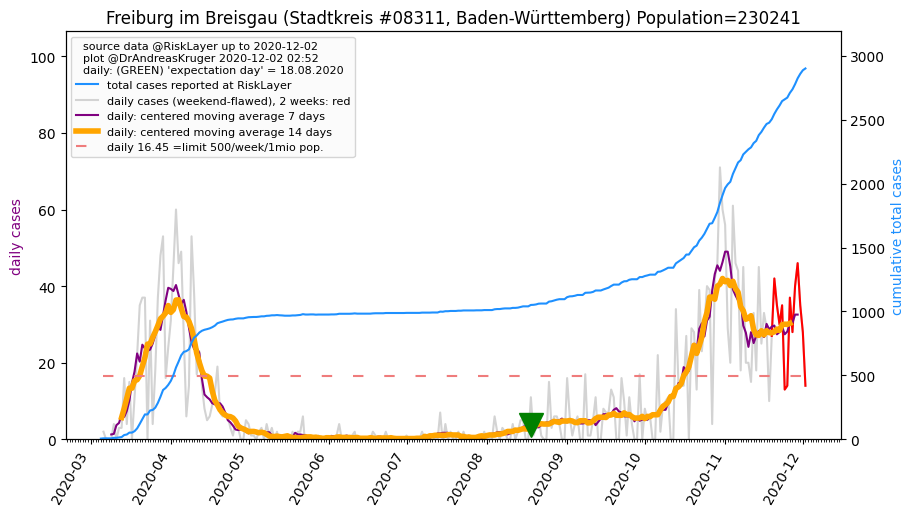 Freiburg im Breisgau (Stadtkreis #08311, Baden-Württemberg) Population=230241
source data @RiskLayer up to 2020-12-02
plot @DrAndreasKruger 2020-12-02 02:52
daily: (GREEN) 'expectation day' = 18.08.2020
total cases reported at RiskLayer
daily cases (weekend-flawed), 2 weeks: red
daily: centered moving average 7 days
daily: centered moving average 14 days
daily 16.45 =limit 500/week/1mio pop.
daily cases
100
80
60
40
20
0
3000
2500
2000
1500
1000
500
0
cumulative total cases
2020-03
2020-04
2020-05
2020-06
2020-07
2020-08
2020-09
2020-10
2020-11
2020-12